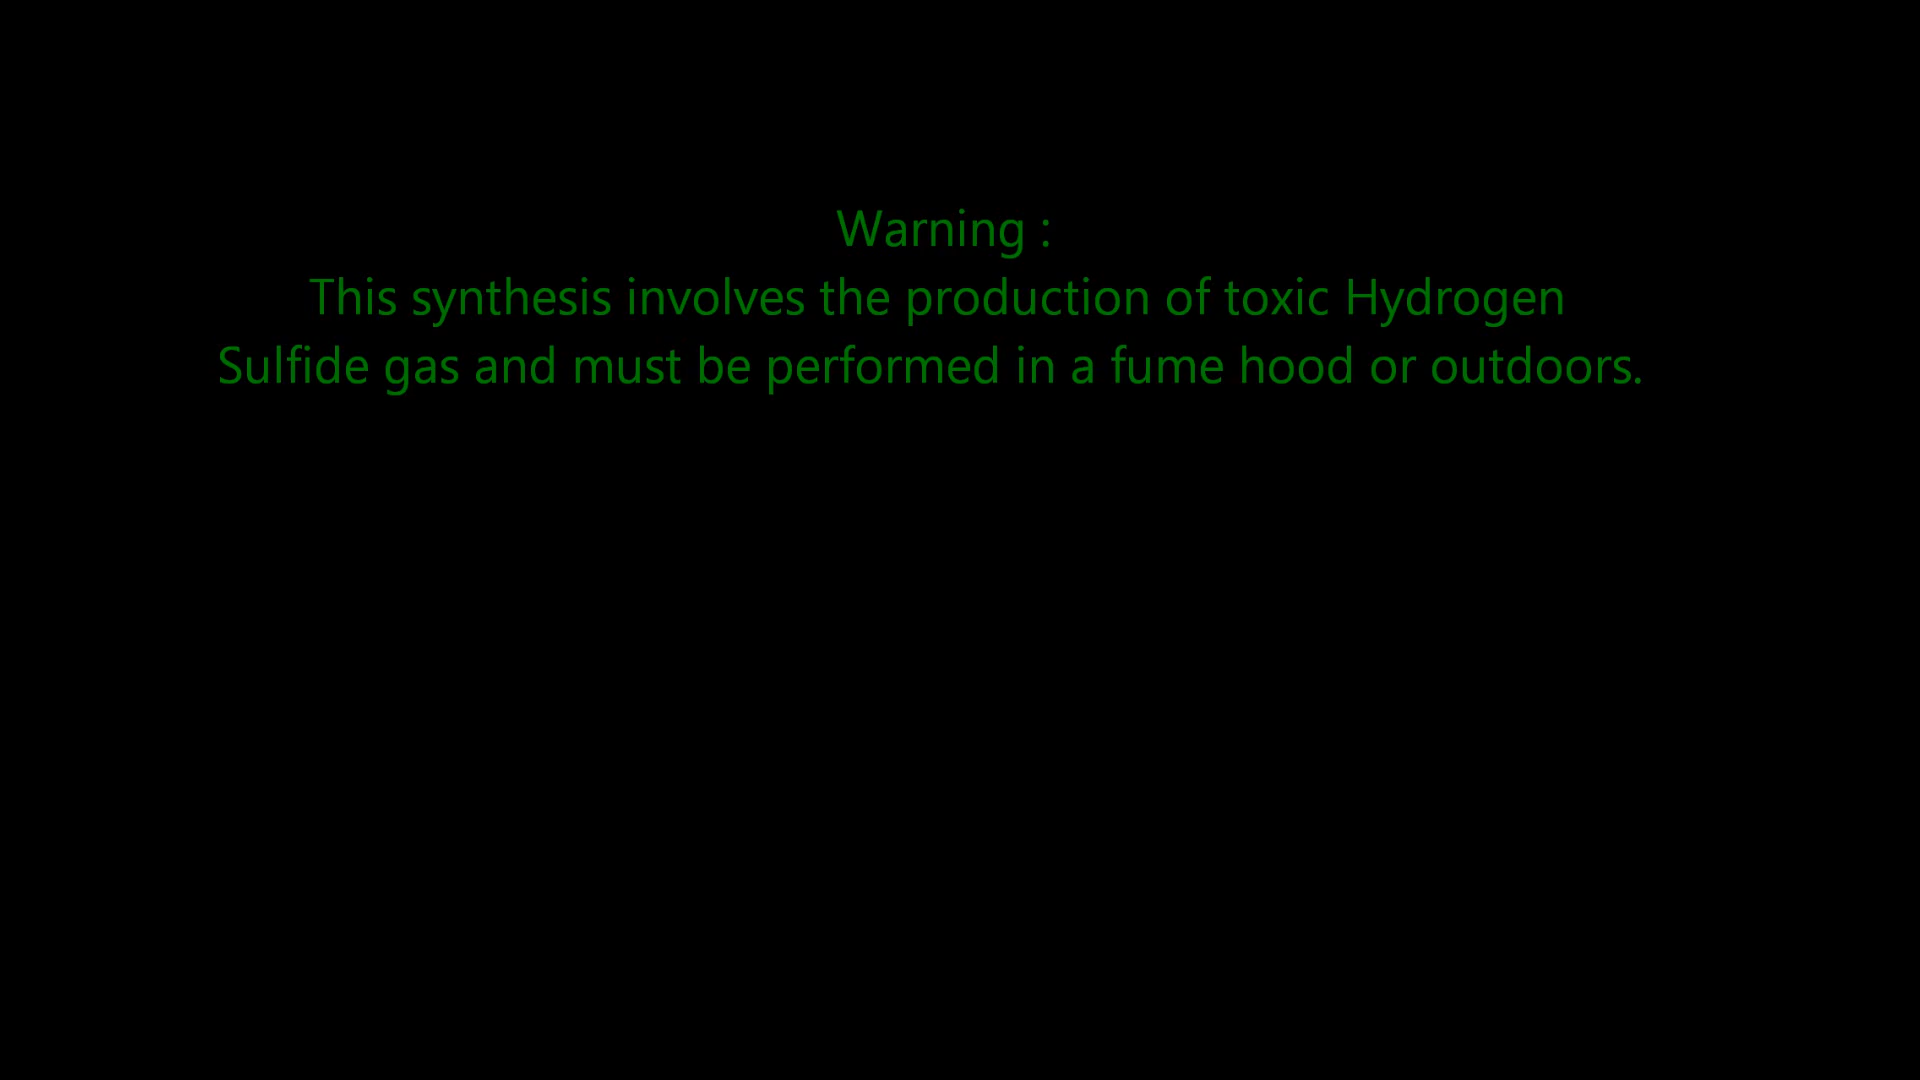 Warning :
This synthesis involves the production of toxic Hydrogen
Sulfide gas and must be performed in a fume hood or outdoors.